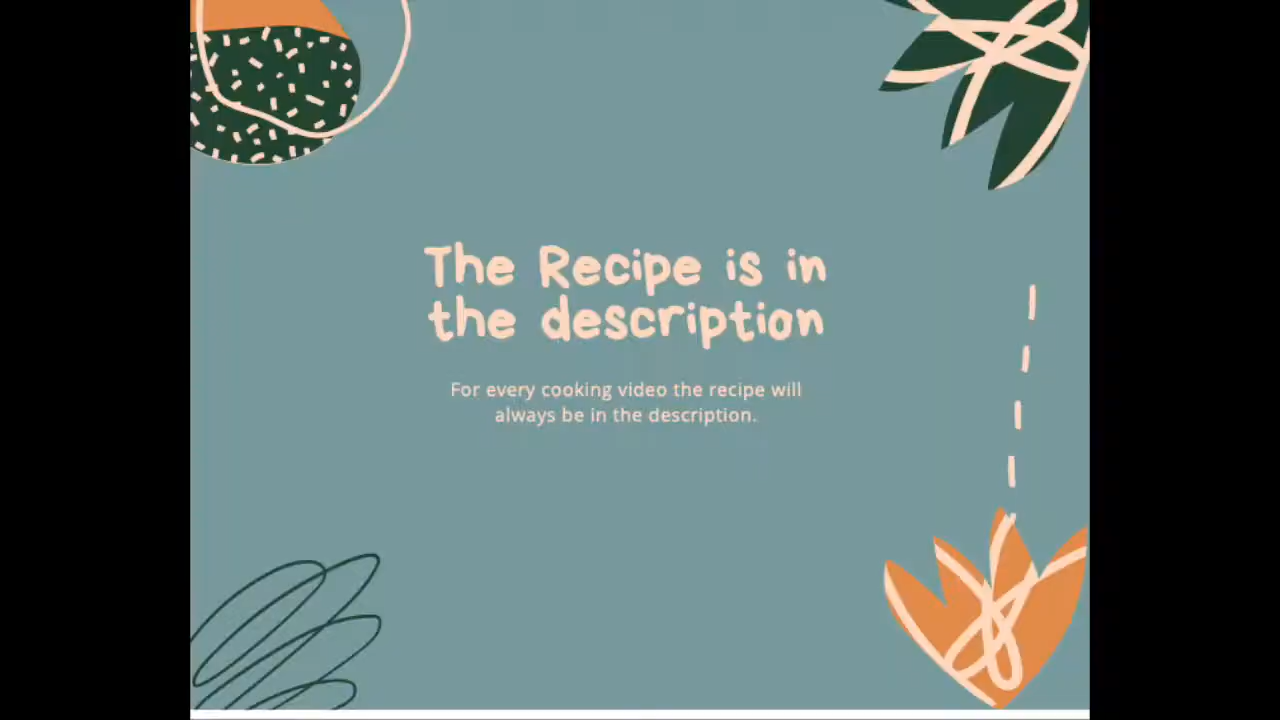 The Recipe is in
the description
For every cooking video the recipe will
always be in the description.